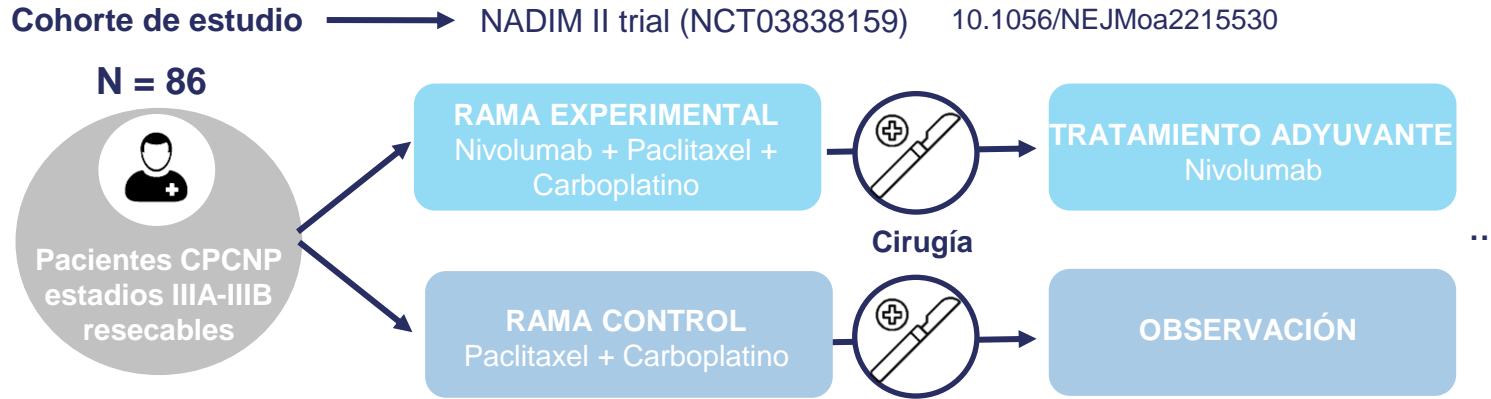 Cohorte de estudio NADIM II trial (NCT03838159) 10.1056/NEJMoa2215530
N = 86
Pacientes CPCNP
estadios IIIA-IIIB
resecables
RAMA EXPERIMENTAL
Nivolumab + Paclitaxel +
Carboplatino
TRATAMIENTO ADYUVANTE
Nivolumab
Cirugía
..
RAMA CONTROL
Paclitaxel + Carboplatino
OBSERVACIÓN